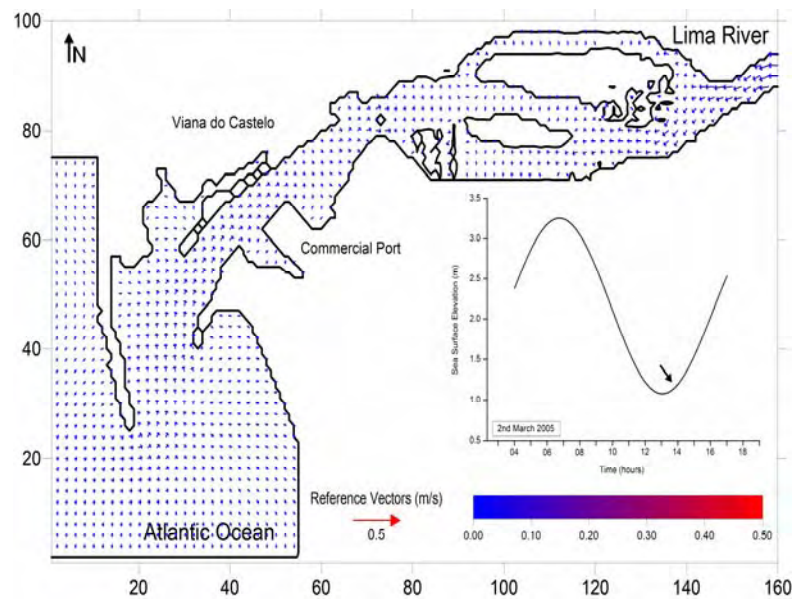 100
80
60
40
20
N
Lima River
Viana do Castelo
Commercial Port
Atlantic Ocean
Reference Vectors (m/s)
0.5
3.5
3.0
2.5
2.0
1.5
1.0
0.5
Sea Surface Elevation (m)
2nd March 2005
04 06 08 10 12 14 16 18
Time (hours)
0.00 0.10 0.20 0.30 0.40 0.50
20 40 60 80 100 120 140 160